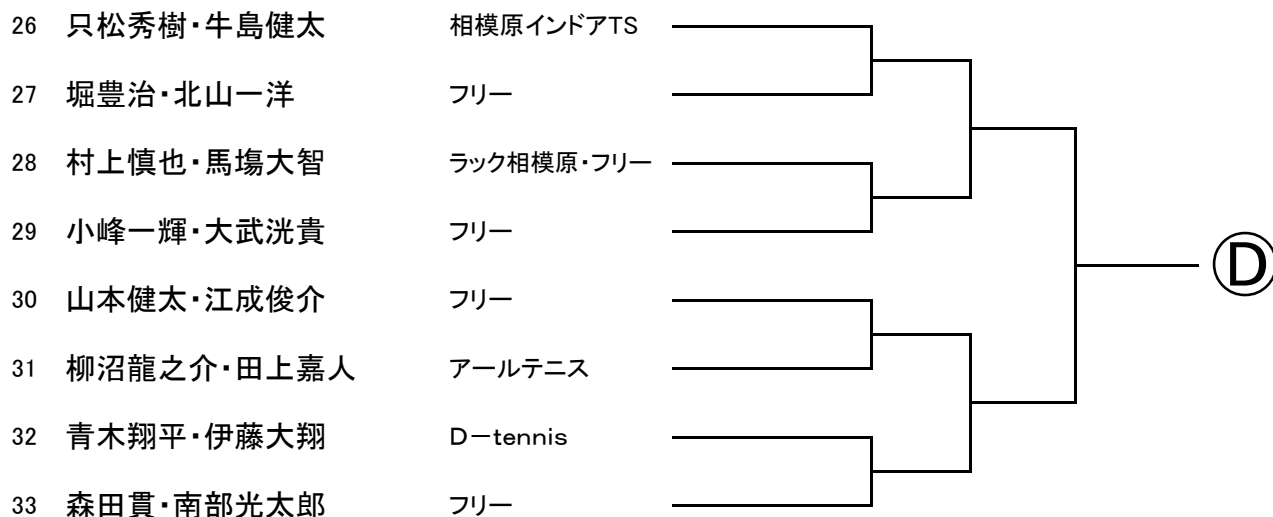 26 只松秀樹・牛島健太 相模原インドアTS
27 堀豊治・北山一洋 フリー
28 村上慎也・馬場大智 ラック相模原・フリー
29 小峰一輝・大武洸貴 フリー
30 山本健太・江成俊介 フリー
Ⓓ
31 柳沼龍之介・田上嘉人 アールテニス
32 青木翔平・伊藤大翔 D－tennis
33 森田貫・南部光太郎 フリー